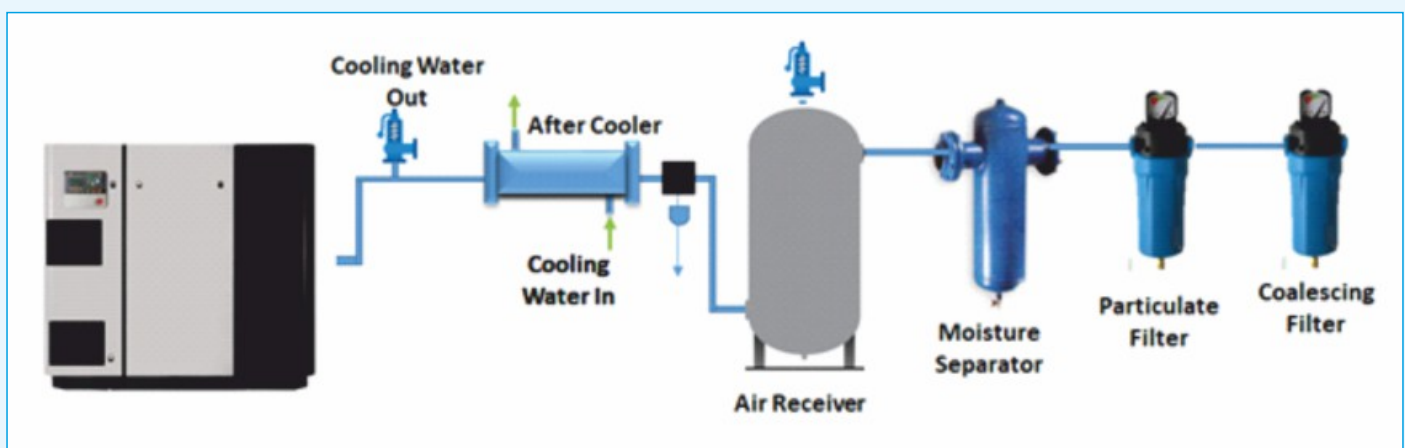 Cooling Water
Out
After Cooler
Cooling
Water In
Air Receiver
Moisture
Separator
Particulate
Filter
Coalescing
Filter